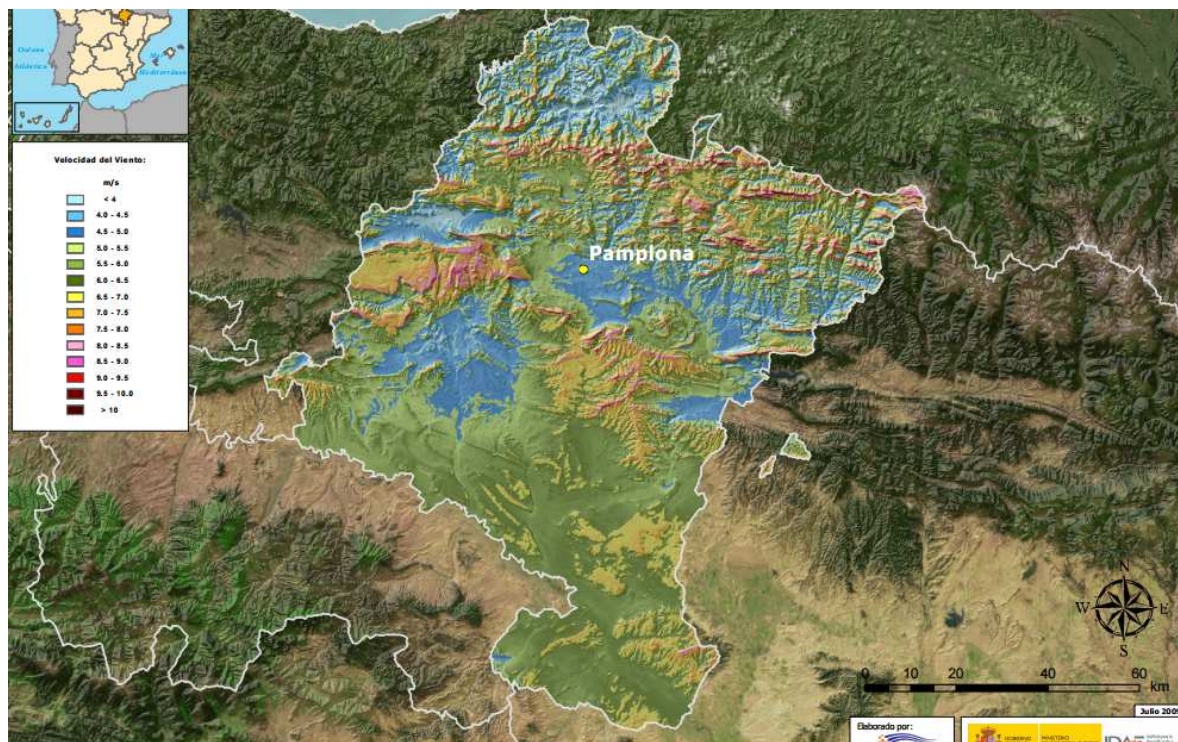 Océano
Atlántico
Mar
Mediterráneo
Velocidad del Viento:
m/s
< 4
4.0 - 4.5
4.5 - 5.0
5.0 - 5.5
5.5 - 6.0
6.0 - 6.5
6.5 - 7.0
7.0 - 7.5
7.5 - 8.0
8.0 - 8.5
8.5 - 9.0
9.0 - 9.5
9.5 - 10.0
> 10
Pamplona
N
W E
S
0 10 20 40 60
km
Julio 2009
Elaborado por:
GOBIERNO
MINISTERIO
IDAE